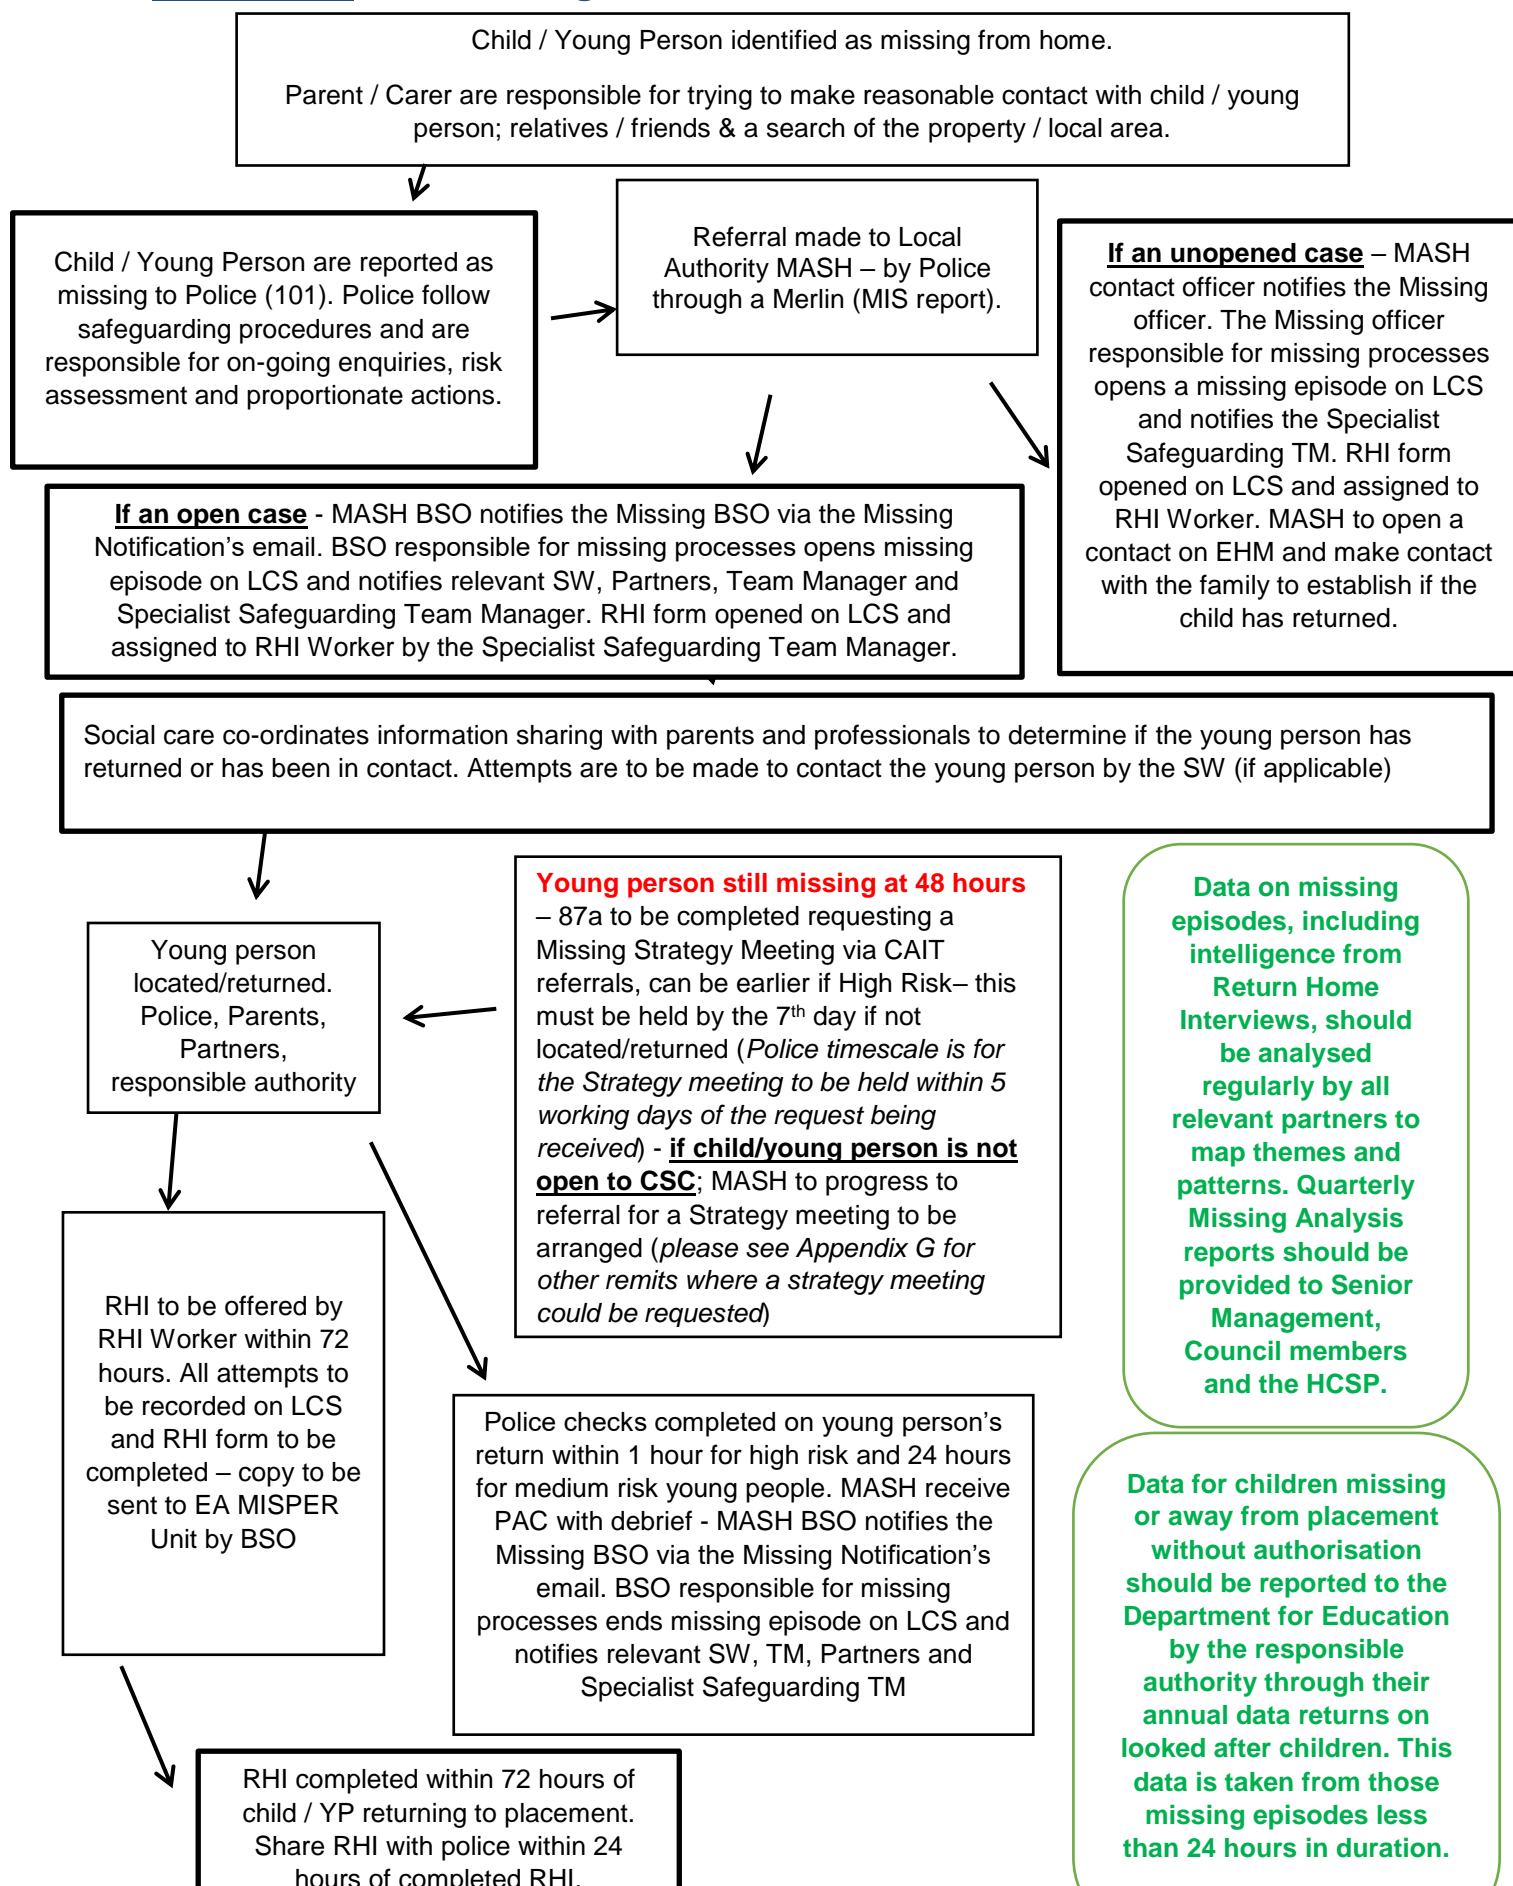 Child / Young Person identified as missing from home.
Parent / Carer are responsible for trying to make reasonable contact with child / young
person; relatives / friends & a search of the property / local area.
Child / Young Person are reported as
missing to Police (101). Police follow
safeguarding procedures and are
responsible for on-going enquiries, risk
assessment and proportionate actions.
Referral made to Local
Authority MASH – by Police
through a Merlin (MIS report).
If an unopened case – MASH
contact officer notifies the Missing
officer. The Missing officer
responsible for missing processes
opens a missing episode on LCS
and notifies the Specialist
Safeguarding TM. RHI form
opened on LCS and assigned to
RHI Worker. MASH to open a
contact on EHM and make contact
with the family to establish if the
child has returned.
If an open case - MASH BSO notifies the Missing BSO via the Missing
Notification’s email. BSO responsible for missing processes opens missing
episode on LCS and notifies relevant SW, Partners, Team Manager and
Specialist Safeguarding Team Manager. RHI form opened on LCS and
assigned to RHI Worker by the Specialist Safeguarding Team Manager.
Social care co-ordinates information sharing with parents and professionals to determine if the young person has
returned or has been in contact. Attempts are to be made to contact the young person by the SW (if applicable)
Young person
located/returned.
Police, Parents,
Partners,
responsible authority
Young person still missing at 48 hours
– 87a to be completed requesting a
Missing Strategy Meeting via CAIT
referrals, can be earlier if High Risk– this
must be held by the 7th day if not
located/returned (Police timescale is for
the Strategy meeting to be held within 5
working days of the request being
received) - if child/young person is not
open to CSC; MASH to progress to
referral for a Strategy meeting to be
arranged (please see Appendix G for
other remits where a strategy meeting
could be requested)
Data on missing
episodes, including
intelligence from
Return Home
Interviews, should
be analysed
regularly by all
relevant partners to
map themes and
patterns. Quarterly
Missing Analysis
reports should be
provided to Senior
Management,
Council members
and the HCSP.
RHI to be offered by
RHI Worker within 72
hours. All attempts to
be recorded on LCS
and RHI form to be
completed – copy to be
sent to EA MISPER
Unit by BSO
Police checks completed on young person’s
return within 1 hour for high risk and 24 hours
for medium risk young people. MASH receive
PAC with debrief - MASH BSO notifies the
Missing BSO via the Missing Notification’s
email. BSO responsible for missing
processes ends missing episode on LCS and
notifies relevant SW, TM, Partners and
Specialist Safeguarding TM
Data for children missing
or away from placement
without authorisation
should be reported to the
Department for Education
by the responsible
authority through their
annual data returns on
looked after children. This
data is taken from those
missing episodes less
than 24 hours in duration.
RHI completed within 72 hours of
child / YP returning to placement.
Share RHI with police within 24
hours of completed RHI.